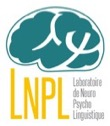 LNPL
Laboratoire
de Neuro
Psycho
Linguistique